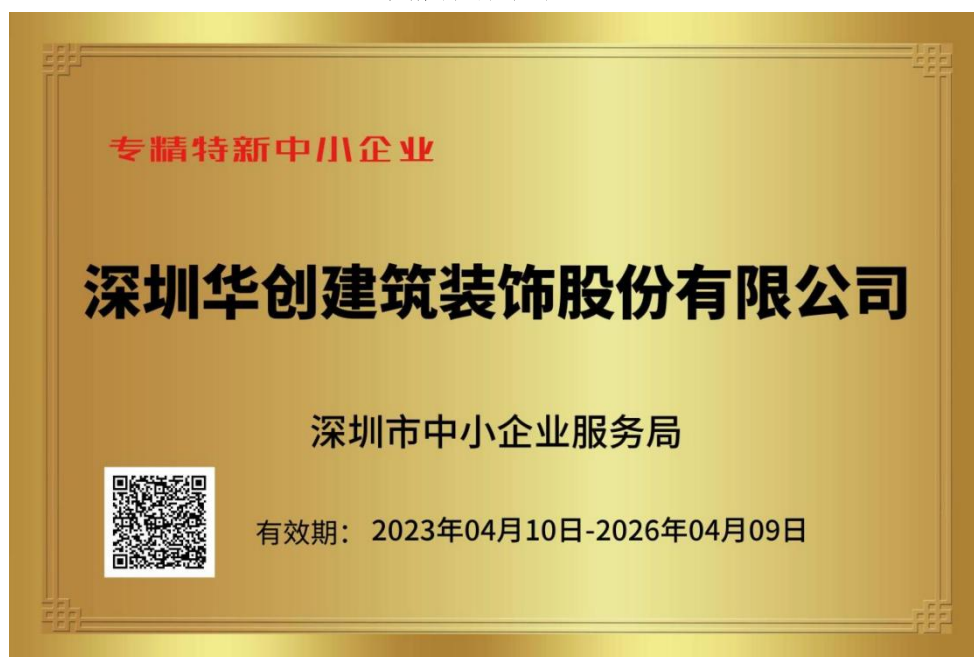 专精特新中小企业
深圳华创建筑装饰股份有限公司
深圳市中小企业服务局
有效期： 2023年04月10日-2026年04月09日